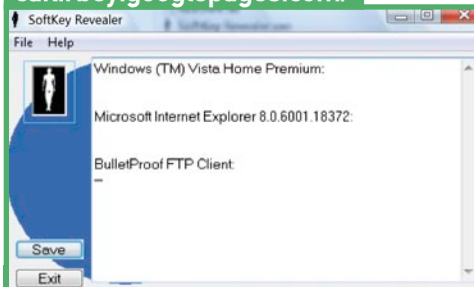 SoftKey Revealer
File Help
Windows (TM) Vista Home Premium:
Microsoft Internet Explorer 8.0.6001.18372:
BulletProof FTP Client:
Save
Exit